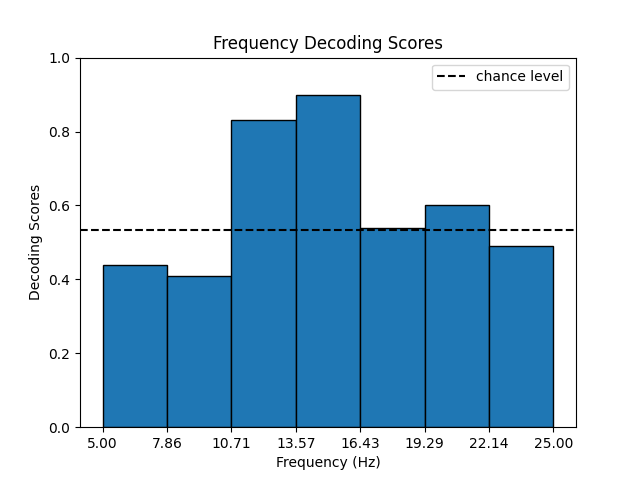 Frequency Decoding Scores
chance level
Decoding Scores
1.0
0.8
0.6
0.4
0.2
0.0
5.00 7.86 10.71 13.57 16.43 19.29 22.14 25.00
Frequency (Hz)